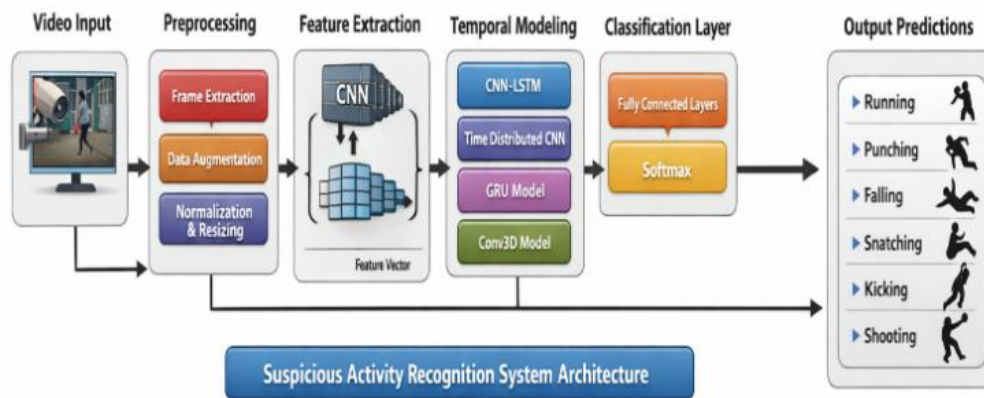 Video Input
Preprocessing
Feature Extraction
Temporal Modeling
Classification Layer
Output Predictions
Frame Extraction
Data Augmentation
Normalization
& Resizing
CNN
Feature Vector
CNN-LSTM
Time Distributed CNN
GRU Model
Conv3D Model
Fully Connected Layers
Softmax
Running
Punching
Falling
Snatching
Kicking
Shooting
Suspicious Activity Recognition System Architecture